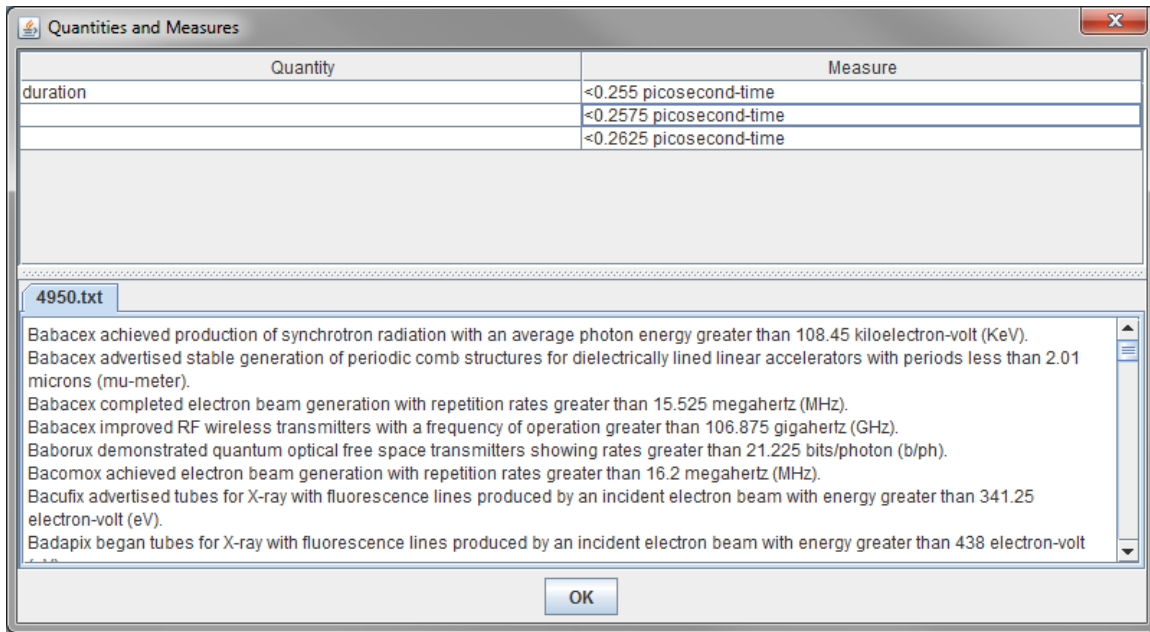 Quantities and Measures
Quantity Measure
duration <0.255 picosecond-time
<0.2575 picosecond-time
<0.2625 picosecond-time
4950.txt
Babacex achieved production of synchrotron radiation with an average photon energy greater than 108.45 kiloelectron-volt (KeV).
Babacex advertised stable generation of periodic comb structures for dielectrically lined linear accelerators with periods less than 2.01
microns (mu-meter).
Babacex completed electron beam generation with repetition rates greater than 15.525 megahertz (MHz).
Babacex improved RF wireless transmitters with a frequency of operation greater than 106.875 gigahertz (GHz).
Baborux demonstrated quantum optical free space transmitters showing rates greater than 21.225 bits/photon (b/ph).
Bacomox achieved electron beam generation with repetition rates greater than 16.2 megahertz (MHz).
Bacufix advertised tubes for X-ray with fluorescence lines produced by an incident electron beam with energy greater than 341.25
electron-volt (eV).
Badapix began tubes for X-ray with fluorescence lines produced by an incident electron beam with energy greater than 438 electron-volt
OK